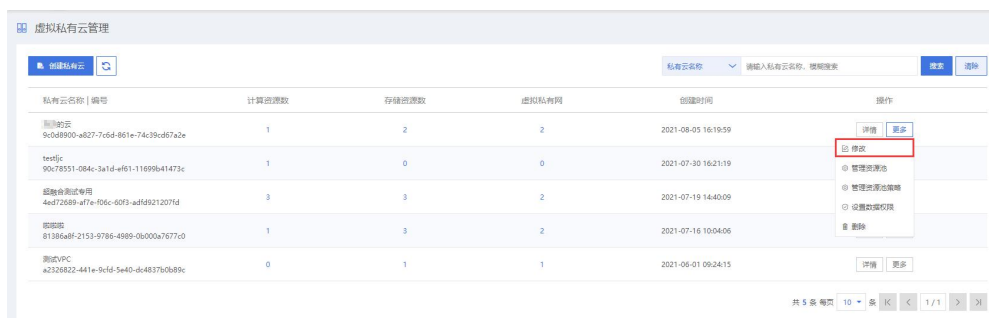 虚拟私有云管理
创建私有云
私有云名称 请输入私有云名称，模糊搜索 搜索 清除
私有云名称 | 编号 计算资源数 存储资源数 虚拟私有网 创建时间 操作
的云
9c0d8900-a827-7c6d-861e-74c39cd67a2e 1 2 2 2021-08-05 16:19:59 详情 更多
修改
testljc
90c78551-084c-3a1d-ef61-11699b41473c 1 0 0 2021-07-30 16:21:19
管理资源池
超融合测试专用
4ed72689-af7e-f06c-60f3-adfd921207fd 3 3 2 2021-07-19 14:40:09
管理资源池策略
设置数据权限
啦啦啦
81386a8f-2153-9786-4989-0b000a7677c0 1 3 2 2021-07-16 10:04:06
删除
测试VPC
a2326822-441e-9cfd-5e40-dc4837b0b89c 0 1 1 2021-06-01 09:24:15 详情 更多
共 5 条 每页 10 条 1 / 1